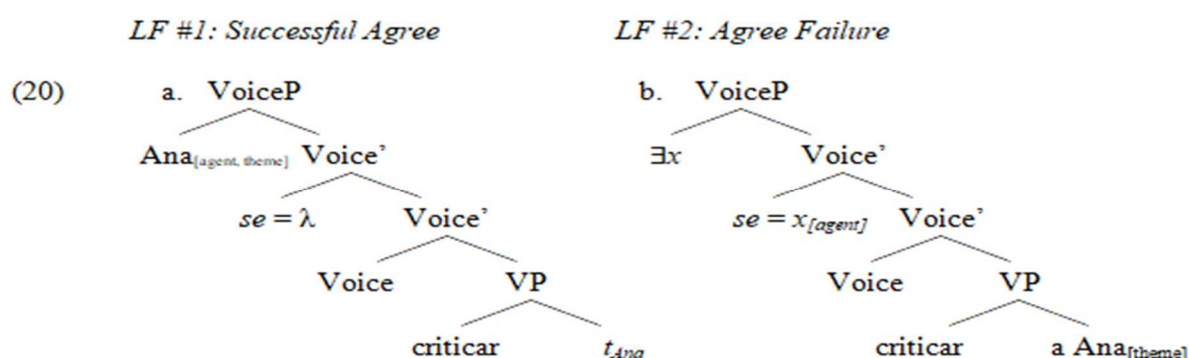 LF #1: Successful Agree LF #2: Agree Failure
(20) a. VoiceP b. VoiceP
Ana[agent, theme] Voice’ ∃x Voice’
se = λ Voice’ se = x[agent] Voice’
Voice VP Voice VP
criticar tAna criticar a Ana[theme]